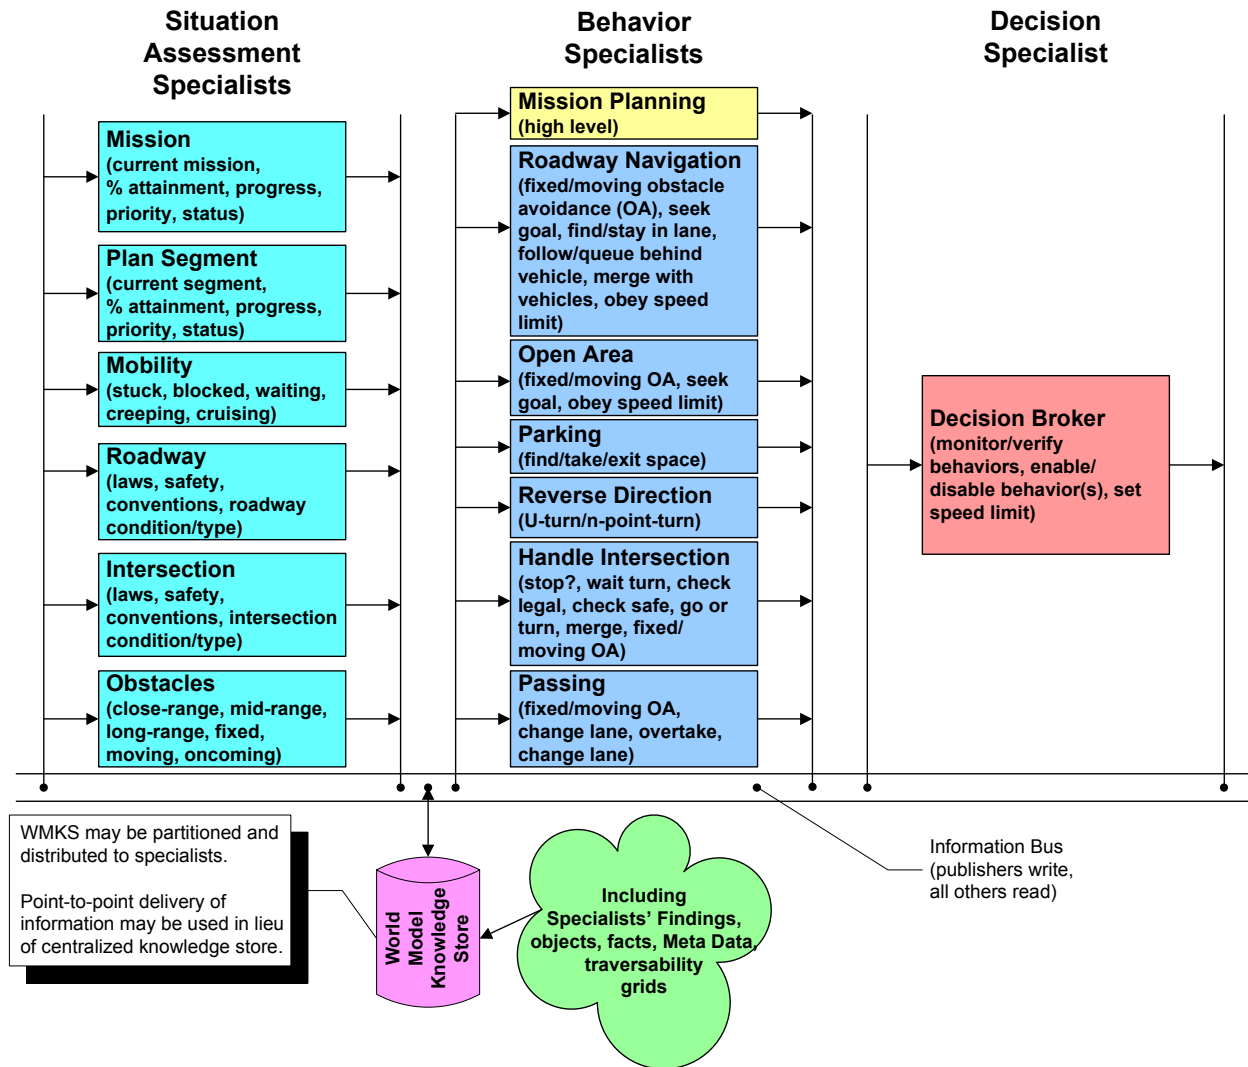 Situation
Assessment
Specialists
Behavior
Specialists
Decision
Specialist
Mission
(current mission,
% attainment, progress,
priority, status)
Plan Segment
(current segment,
% attainment, progress,
priority, status)
Mobility
(stuck, blocked, waiting,
creeping, cruising)
Roadway
(laws, safety,
conventions, roadway
condition/type)
Intersection
(laws, safety,
conventions, intersection
condition/type)
Obstacles
(close-range, mid-range,
long-range, fixed,
moving, oncoming)
Mission Planning
(high level)
Roadway Navigation
(fixed/moving obstacle
avoidance (OA), seek
goal, find/stay in lane,
follow/queue behind
vehicle, merge with
vehicles, obey speed
limit)
Open Area
(fixed/moving OA, seek
goal, obey speed limit)
Parking
(find/take/exit space)
Reverse Direction
(U-turn/n-point-turn)
Handle Intersection
(stop?, wait turn, check
legal, check safe, go or
turn, merge, fixed/
moving OA)
Passing
(fixed/moving OA,
change lane, overtake,
change lane)
Decision Broker
(monitor/verify
behaviors, enable/
disable behavior(s), set
speed limit)
WMKS may be partitioned and
distributed to specialists.
Point-to-point delivery of
information may be used in lieu
of centralized knowledge store.
World
Model
Knowledge
Store
Including
Specialists' Findings,
objects, facts, Meta Data,
traversability
grids
Information Bus
(publishers write,
all others read)